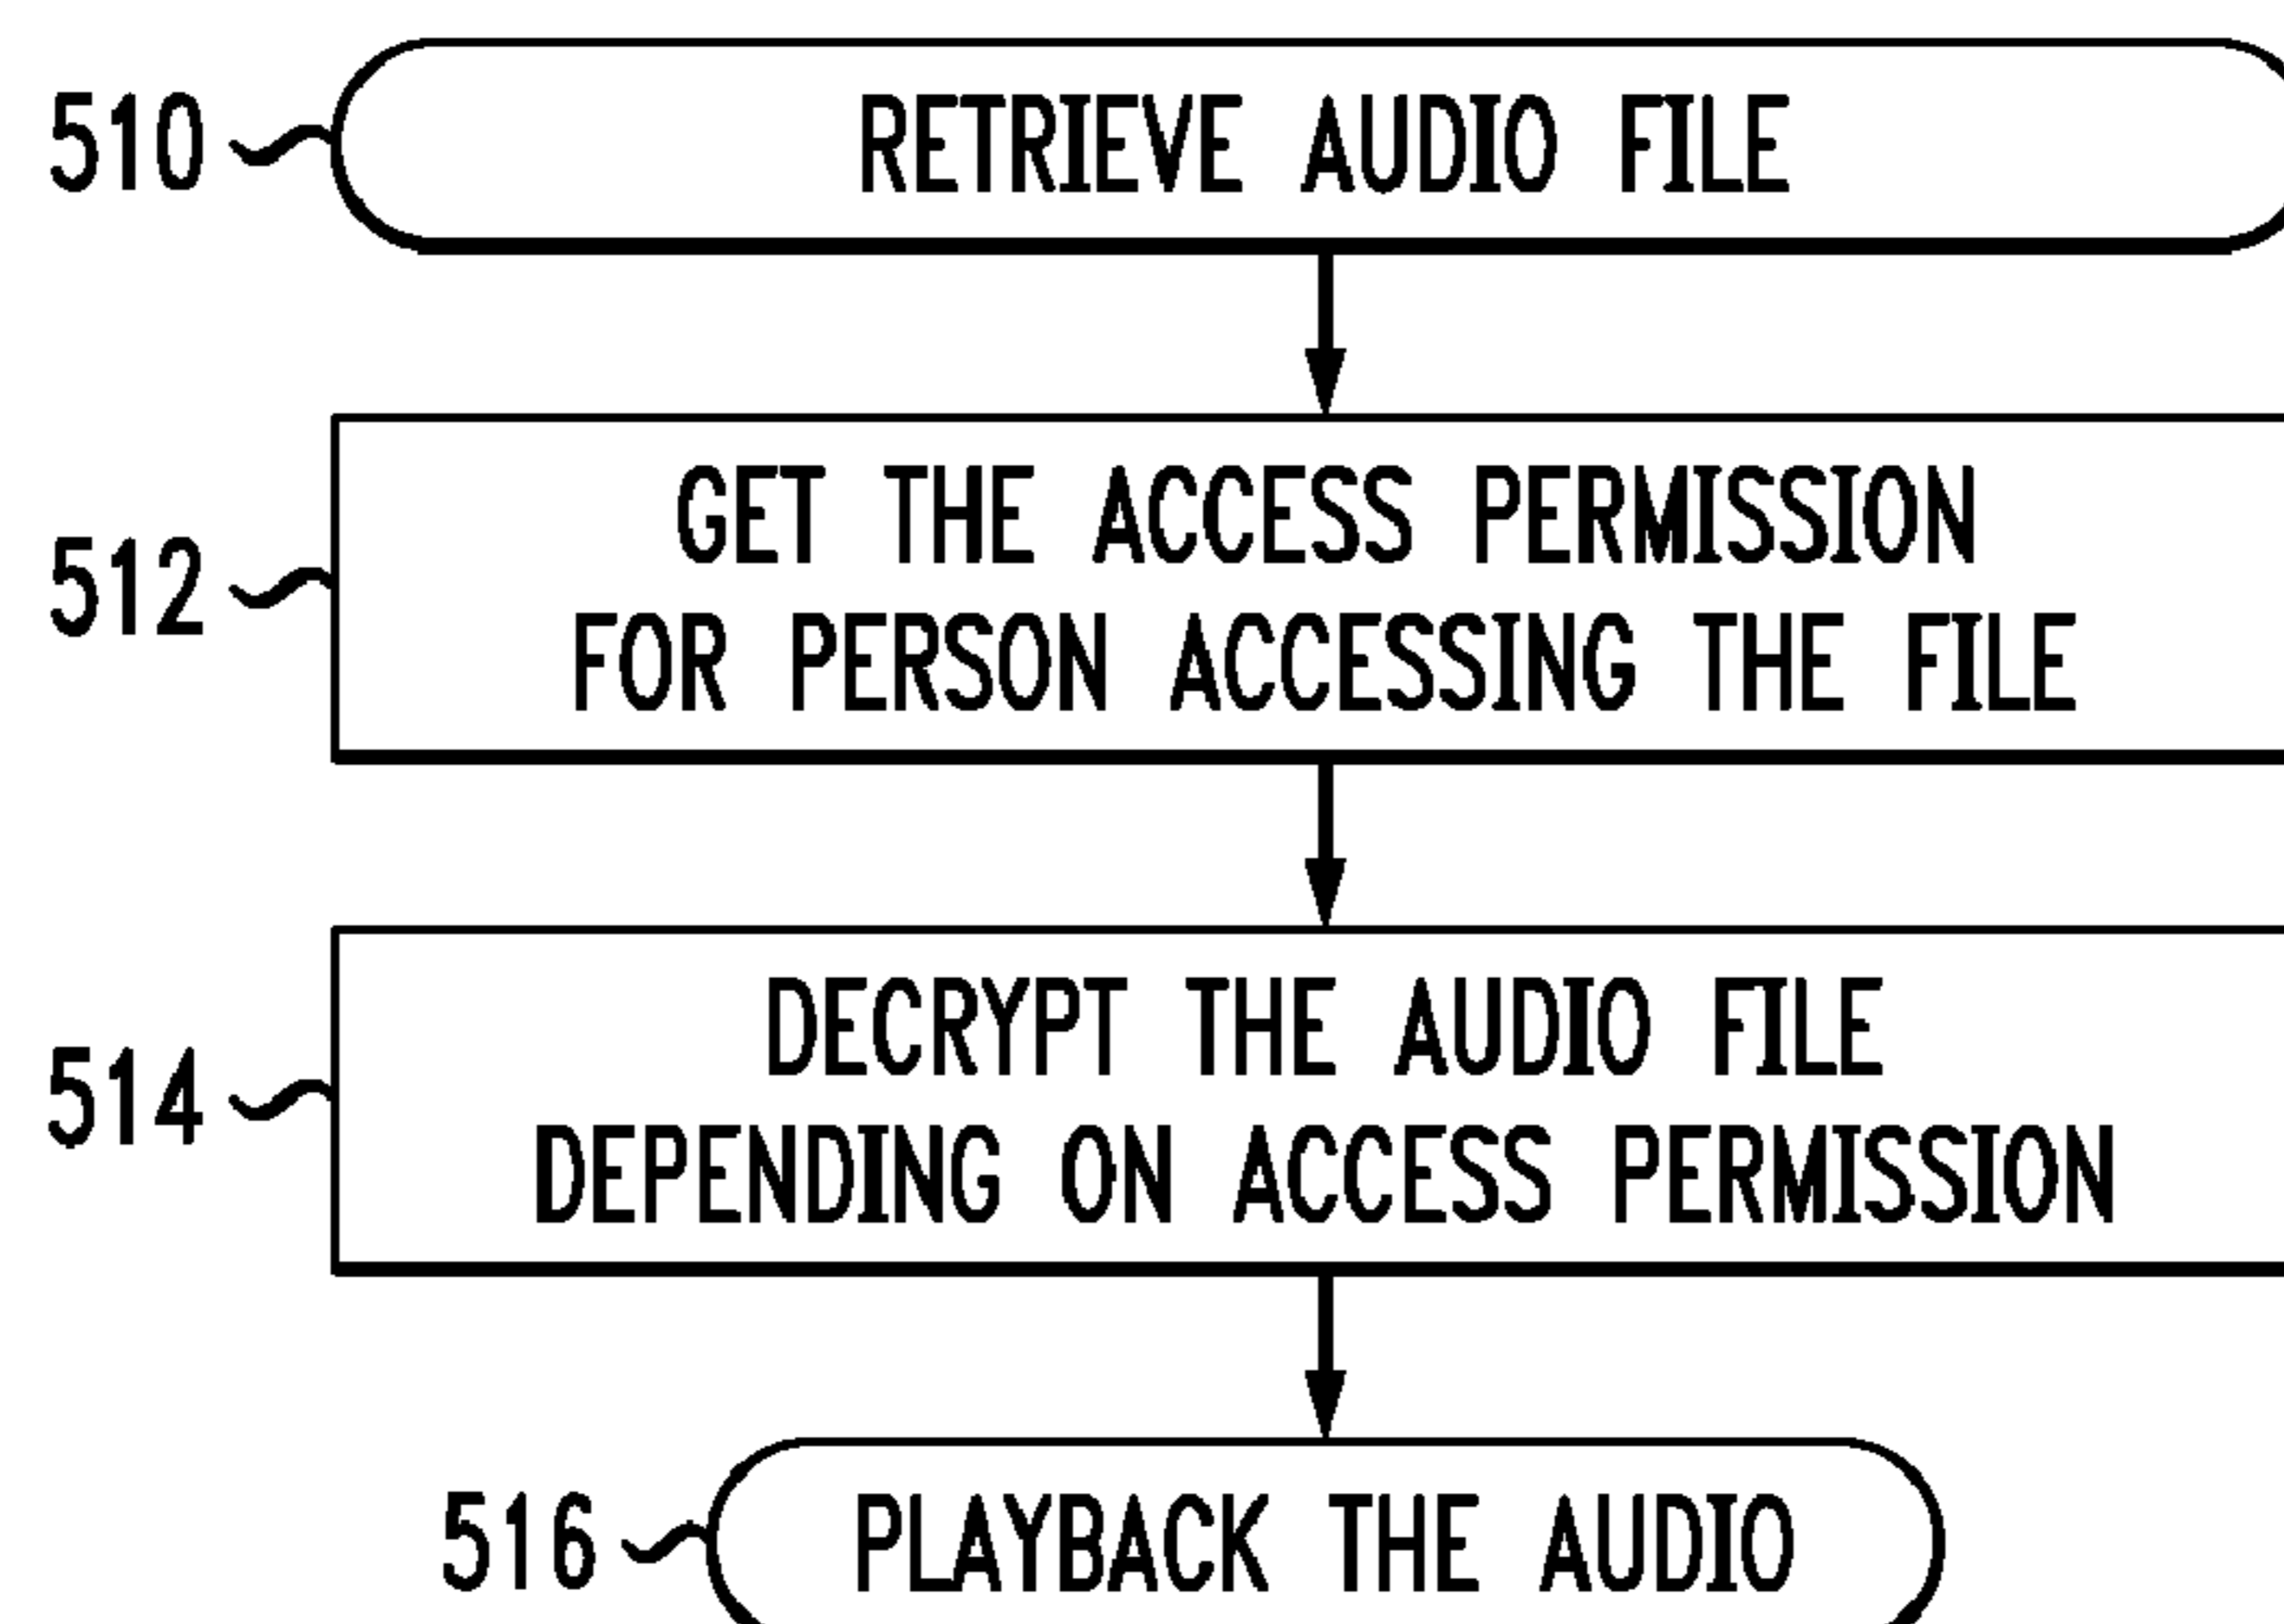 510 RETRIEVE AUDIO FILE
GET THE ACCESS PERMISSION
512 FOR PERSON ACCESSING THE FILE
DECRYPT THE AUDIO FILE
514 DEPENDING ON ACCESS PERMISSION
516 PLAYBACK THE AUDIO